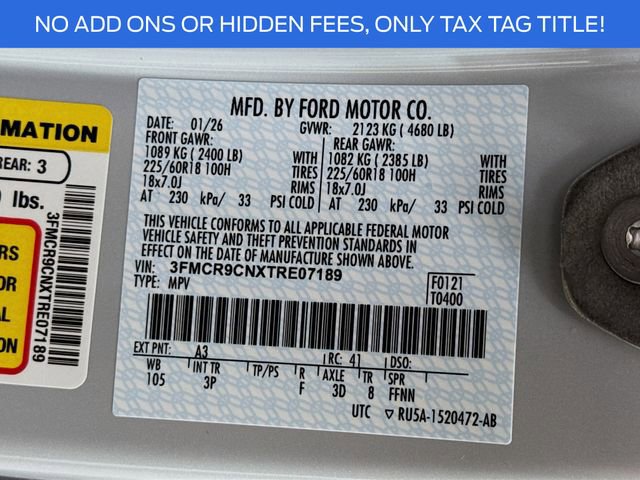 NO ADD ONS OR HIDDEN FEES, ONLY TAX TAG TITLE!
RMATION
REAR: 3
lbs.
RS
OR
AL
ON
3FMCR9CNXTRE07189
MFD. BY FORD MOTOR CO.
DATE: 01/26 GVWR: 2123 KG ( 4680 LB)
FRONT GAWR: REAR GAWR:
1089 KG ( 2400 LB) WITH 1082 KG ( 2385 LB) WITH
225/60R18 100H TIRES 225/60R18 100H TIRES
18x7.0J RIMS 18x7.0J RIMS
AT 230 kPa/ 33 PSI COLD AT 230 kPa/ 33 PSI COLD
THIS VEHICLE CONFORMS TO ALL APPLICABLE FEDERAL MOTOR
VEHICLE SAFETY AND THEFT PREVENTION STANDARDS IN
EFFECT ON THE DATE OF MANUFACTURE SHOWN ABOVE.
VIN: 3FMCR9CNXTRE07189 F0121
TYPE: MPV T0400
EXT PNT: A3 RC: 41 DSO:
WB INT TR TP/PS R AXLE TR SPR
105 3P F 3D 8 FFNN
UTC ▽ RU5A-1520472-AB